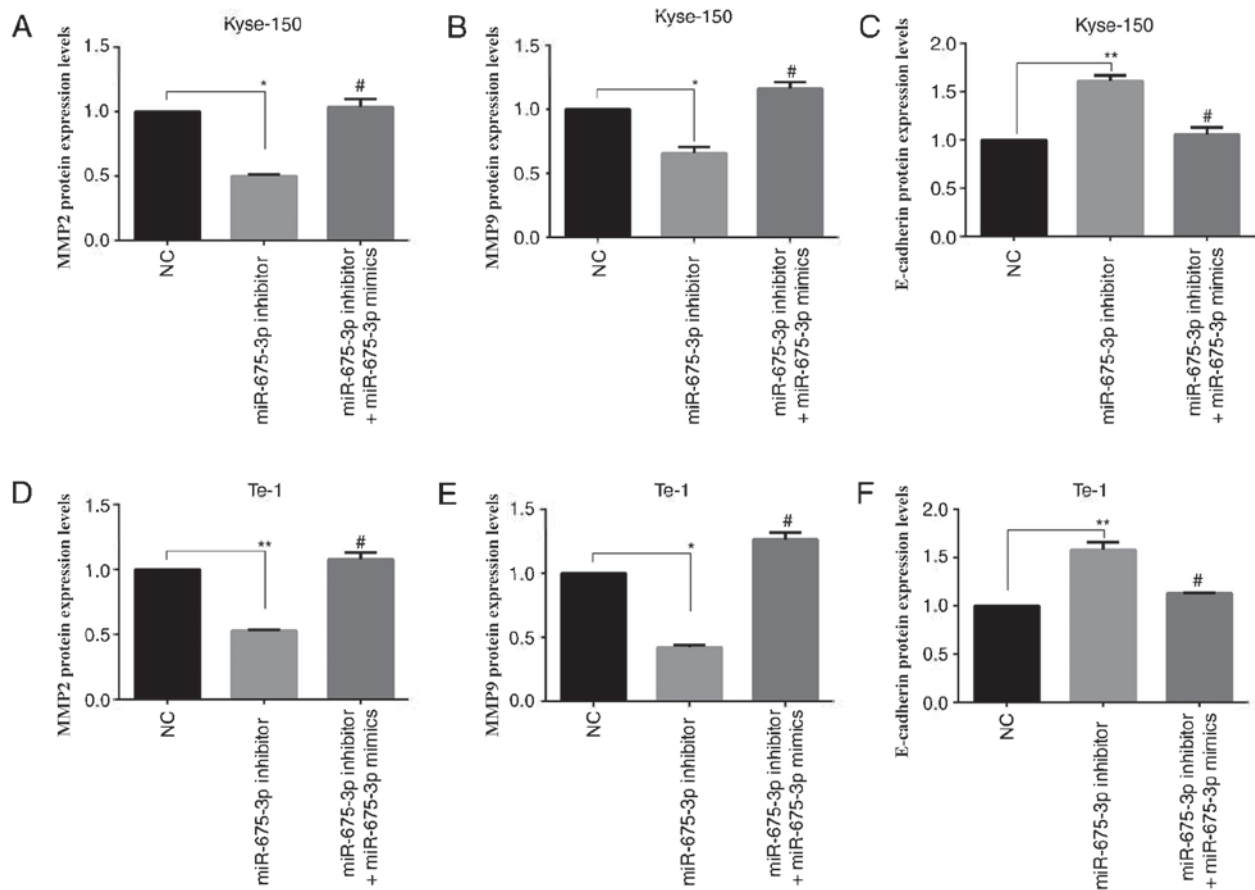 A
Kyse-150
MMP2 protein expression levels
1.5
1.0
0.5
0.0
*
#
NC
miR-675-3p inhibitor
miR-675-3p inhibitor
+ miR-675-3p mimics
B
Kyse-150
MMP9 protein expression levels
1.5
1.0
0.5
0.0
*
#
NC
miR-675-3p inhibitor
miR-675-3p inhibitor
+ miR-675-3p mimics
C
Kyse-150
E-cadherin protein expression levels
2.0
1.5
1.0
0.5
0.0
**
#
NC
miR-675-3p inhibitor
miR-675-3p inhibitor
+ miR-675-3p mimics
D
Te-1
MMP2 protein expression levels
1.5
1.0
0.5
0.0
**
#
NC
miR-675-3p inhibitor
miR-675-3p inhibitor
+ miR-675-3p mimics
E
Te-1
MMP9 protein expression levels
1.5
1.0
0.5
0.0
*
#
NC
miR-675-3p inhibitor
miR-675-3p inhibitor
+ miR-675-3p mimics
F
Te-1
E-cadherin protein expression levels
2.0
1.5
1.0
0.5
0.0
**
#
NC
miR-675-3p inhibitor
miR-675-3p inhibitor
+ miR-675-3p mimics